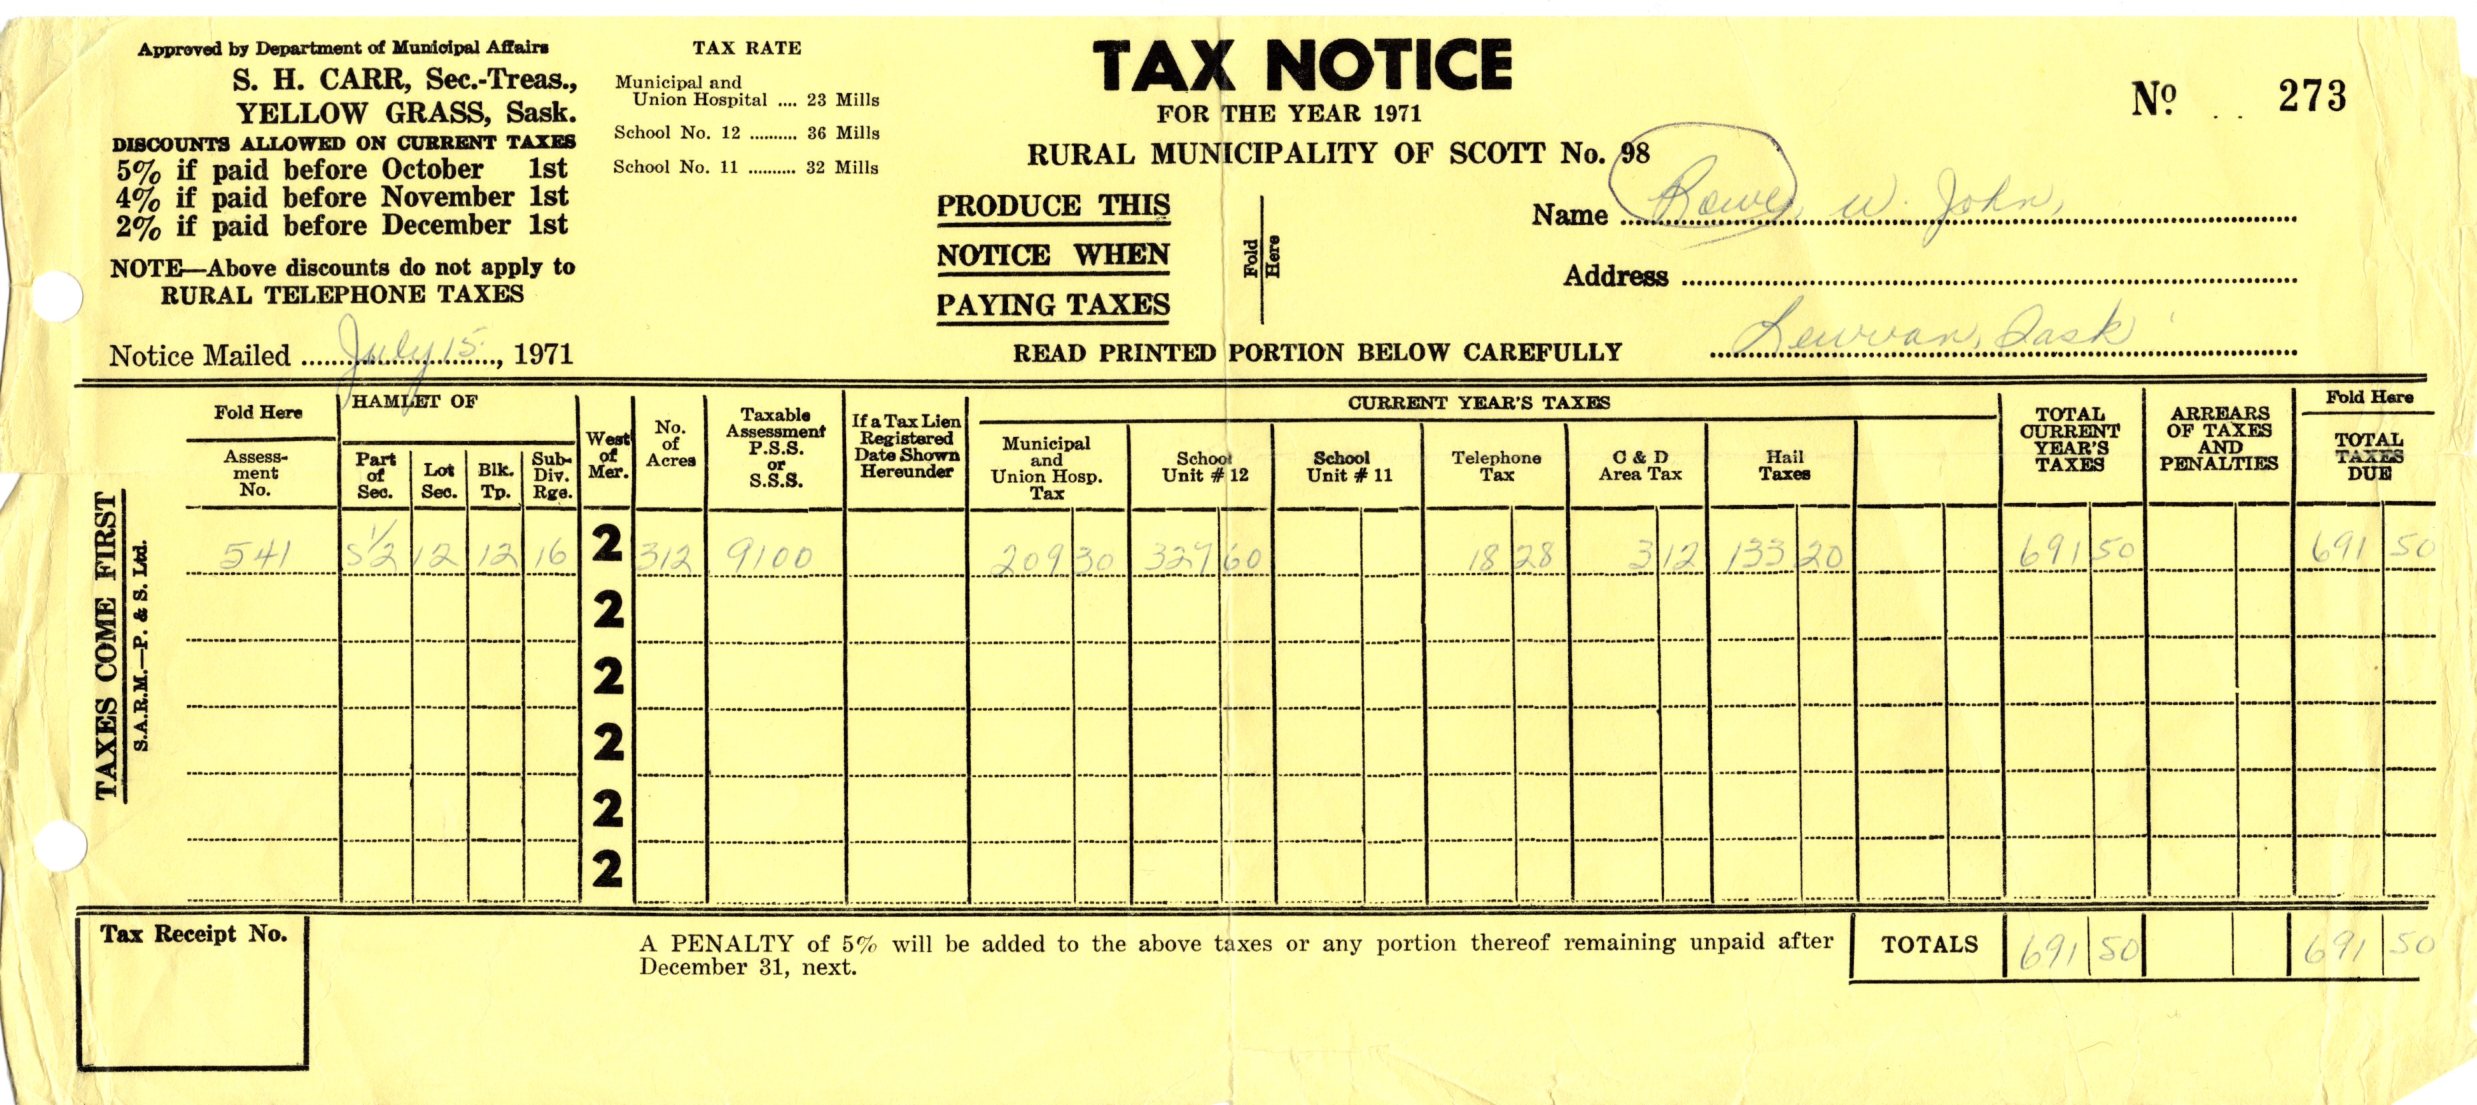 Approved by Department of Municipal Affairs
S. H. CARR, Sec.-Treas.,
YELLOW GRASS, Sask.
DISCOUNTS ALLOWED ON CURRENT TAXES
5% if paid before October 1st
4% if paid before November 1st
2% if paid before December 1st
NOTE—Above discounts do not apply to
RURAL TELEPHONE TAXES
Notice Mailed July 15, 1971
TAX RATE
Municipal and
Union Hospital .... 23 Mills
School No. 12 .......... 36 Mills
School No. 11 .......... 32 Mills
TAX NOTICE
FOR THE YEAR 1971
RURAL MUNICIPALITY OF SCOTT No. 98
PRODUCE THIS
NOTICE WHEN
PAYING TAXES
Fold Here
READ PRINTED PORTION BELOW CAREFULLY
No. 273
Name Rowe, W. John,
Address
Lewvan, Sask
TAXES COME FIRST
S.A.R.M.—P. & S. Ltd.
Fold Here
Assess-
ment
No.
HAMLET OF
Part
of
Sec.
Lot
Sec.
Blk.
Tp.
Sub-
Div.
Rge.
West
of
Mer.
No.
of
Acres
Taxable
Assessment
P.S.S.
or
S.S.S.
If a Tax Lien
Registered
Date Shown
Hereunder
CURRENT YEAR'S TAXES
Municipal
and
Union Hosp.
Tax
School
Unit # 12
School
Unit # 11
Telephone
Tax
C & D
Area Tax
Hail
Taxes
TOTAL
CURRENT
YEAR'S
TAXES
ARREARS
OF TAXES
AND
PENALTIES
Fold Here
TOTAL
TAXES
DUE
541 S½ 12 12 16 2 312 9100 209 30 327 60 18 28 3 12 133 20 691 50 691 50
2
2
2
2
2
Tax Receipt No.
A PENALTY of 5% will be added to the above taxes or any portion thereof remaining unpaid after
December 31, next.
TOTALS 691 50 691 50